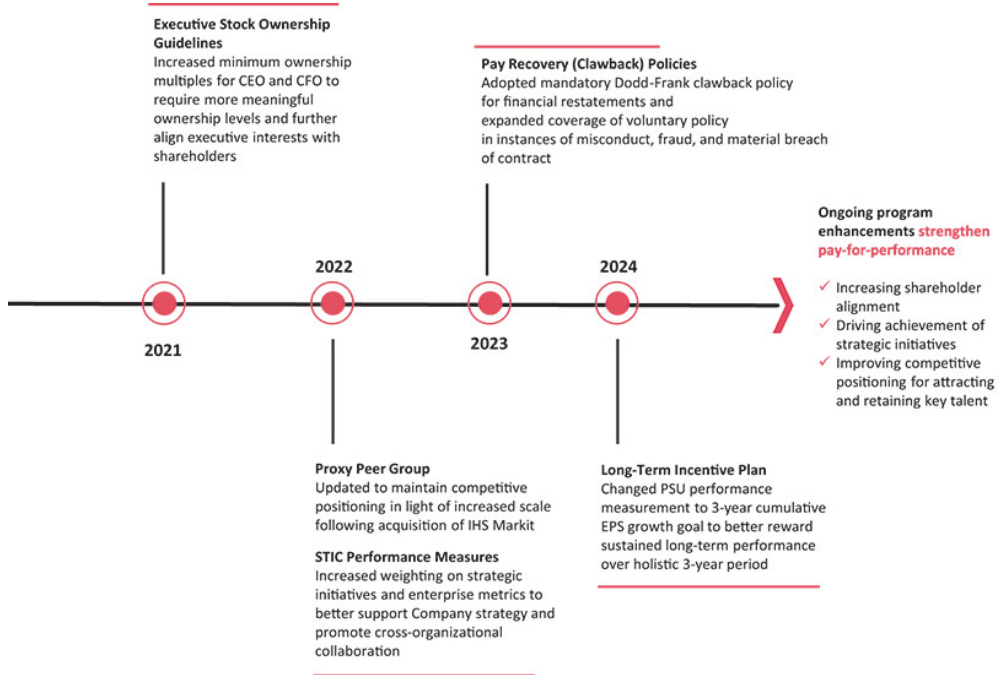 Executive Stock Ownership
Guidelines
Increased minimum ownership
multiples for CEO and CFO to
require more meaningful
ownership levels and further
align executive interests with
shareholders
2021
2022
Proxy Peer Group
Updated to maintain competitive
positioning in light of increased scale
following acquisition of IHS Markit
STIC Performance Measures
Increased weighting on strategic
initiatives and enterprise metrics to
better support Company strategy and
promote cross-organizational
collaboration
Pay Recovery (Clawback) Policies
Adopted mandatory Dodd-Frank clawback policy
for financial restatements and
expanded coverage of voluntary policy
in instances of misconduct, fraud, and material breach
of contract
2023
2024
Long-Term Incentive Plan
Changed PSU performance
measurement to 3-year cumulative
EPS growth goal to better reward
sustained long-term performance
over holistic 3-year period
Ongoing program
enhancements strengthen
pay-for-performance
✓ Increasing shareholder
alignment
✓ Driving achievement of
strategic initiatives
✓ Improving competitive
positioning for attracting
and retaining key talent